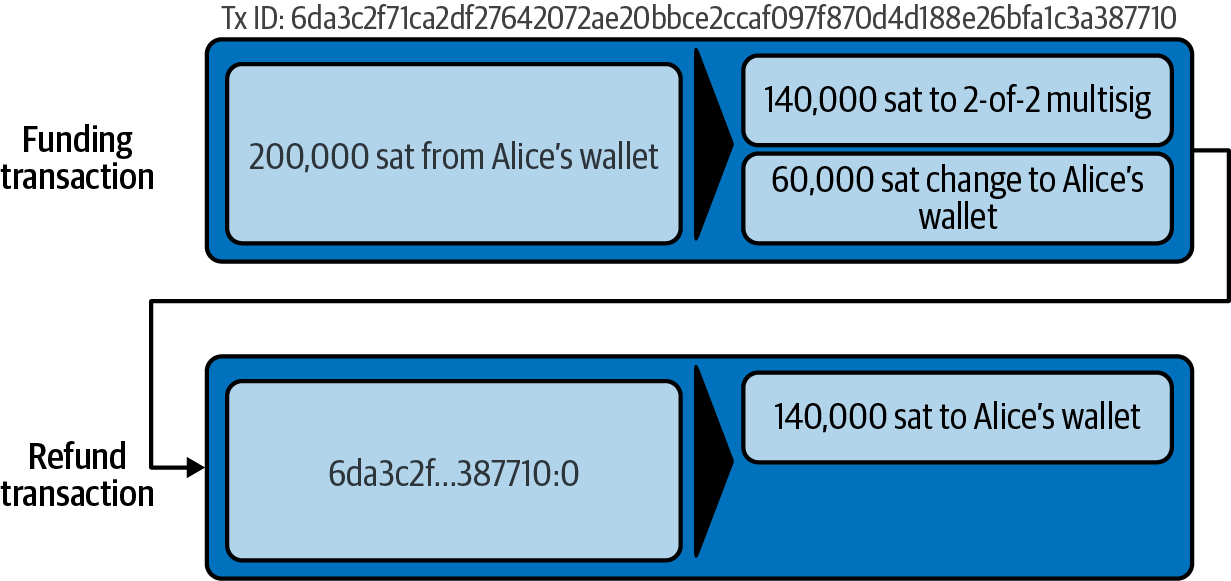 Tx ID: 6da3c2f71ca2df27642072ae20bbce2ccaf097f870d4d188e26bfa1c3a387710
Funding
transaction
200,000 sat from Alice’s wallet
140,000 sat to 2-of-2 multisig
60,000 sat change to Alice’s
wallet
Refund
transaction
6da3c2f...387710:0
140,000 sat to Alice’s wallet